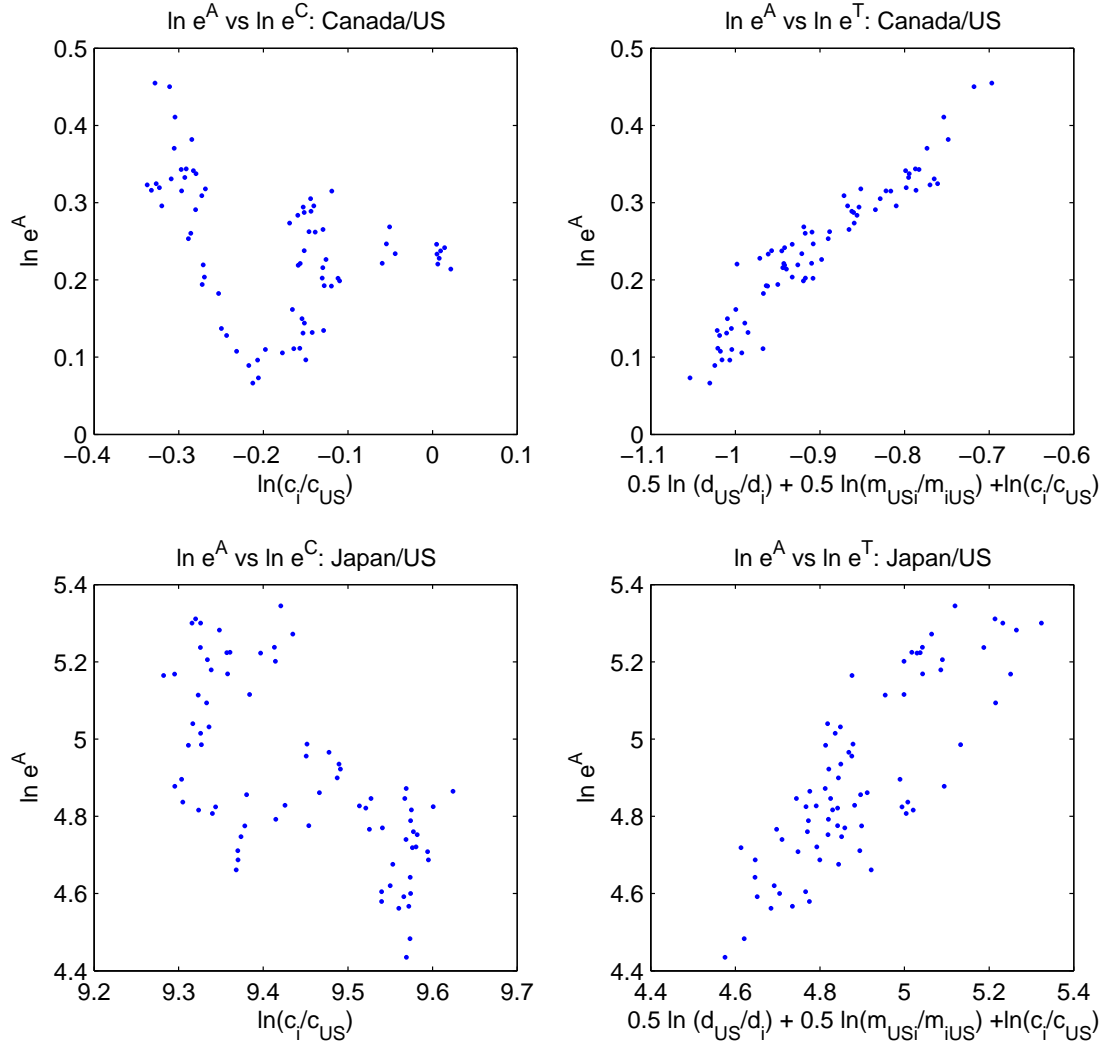 ln e^A vs ln e^C: Canada/US
ln e^A vs ln e^T: Canada/US
0.5
0.4
0.3
0.2
0.1
0
ln e^A
−0.4 −0.3 −0.2 −0.1 0 0.1
ln(c_i/c_US)
0.5
0.4
0.3
0.2
0.1
0
ln e^A
−1.1 −1 −0.9 −0.8 −0.7 −0.6
0.5 ln (d_US/d_i) + 0.5 ln(m_USi/m_iUS) +ln(c_i/c_US)
ln e^A vs ln e^C: Japan/US
ln e^A vs ln e^T: Japan/US
5.4
5.2
5
4.8
4.6
4.4
ln e^A
9.2 9.3 9.4 9.5 9.6 9.7
ln(c_i/c_US)
5.4
5.2
5
4.8
4.6
4.4
ln e^A
4.4 4.6 4.8 5 5.2 5.4
0.5 ln (d_US/d_i) + 0.5 ln(m_USi/m_iUS) +ln(c_i/c_US)